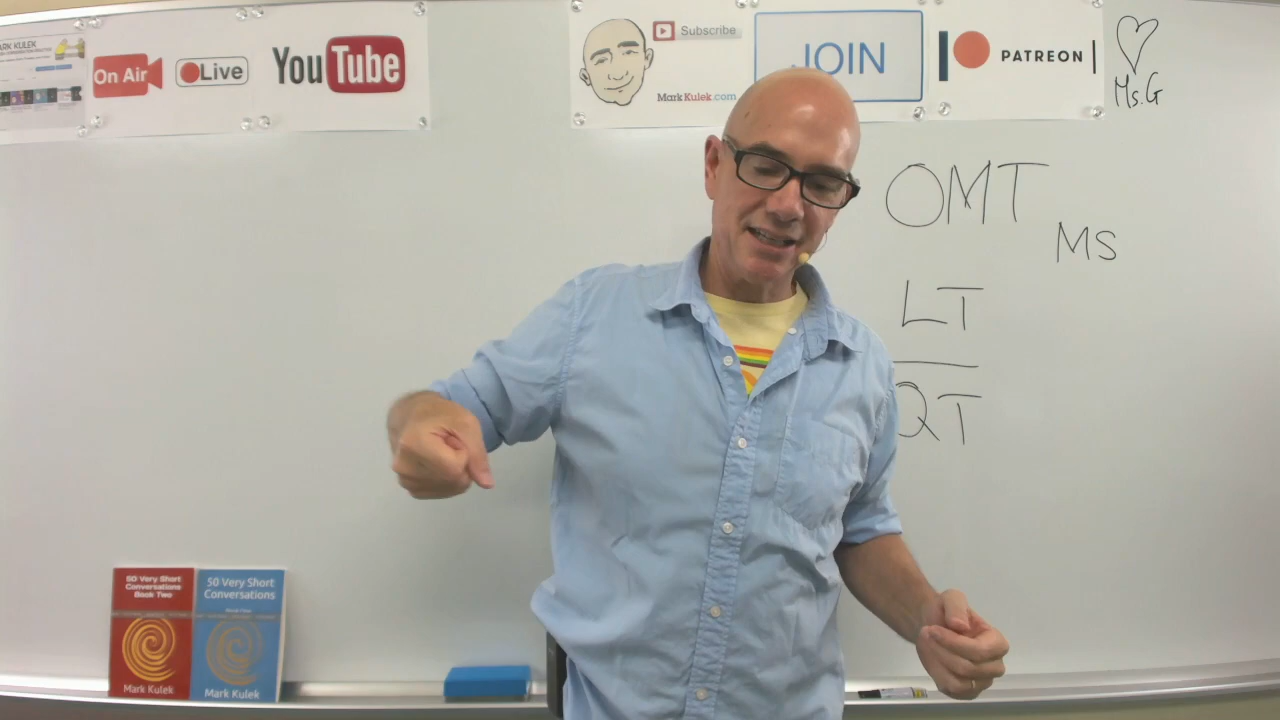 ARK KULEK
On Air
Live
YouTube
Subscribe
MarkKulek.com
JOIN
PATREON
Ms.G
OMT
MS
LT
QT
50 Very Short
Conversations
Book Two
Mark Kulek
50 Very Short
Conversations
Mark Kulek